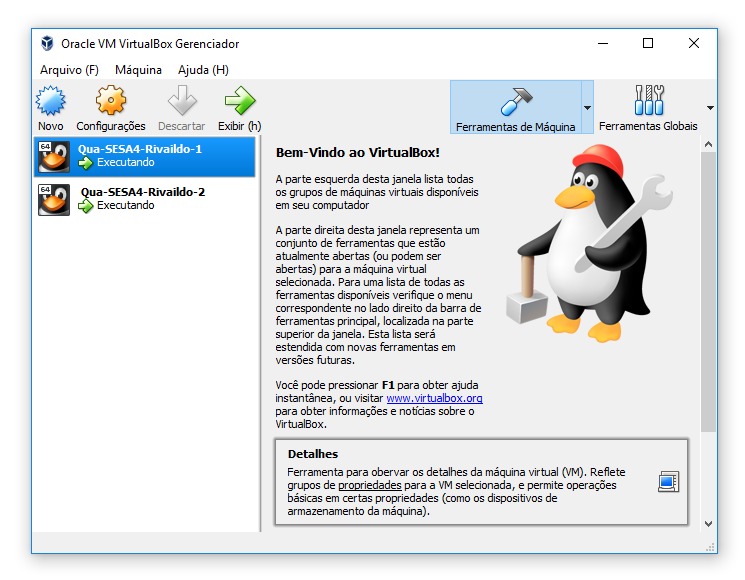 Oracle VM VirtualBox Gerenciador
Arquivo (F) Máquina Ajuda (H)
Novo Configurações Descartar Exibir (h) Ferramentas de Máquina Ferramentas Globais
64 Qua-SESA4-Rivaildo-1
Executando
64 Qua-SESA4-Rivaildo-2
Executando
Bem-Vindo ao VirtualBox!
A parte esquerda desta janela lista todas
os grupos de máquinas virtuais disponíveis
em seu computador
A parte direita desta janela representa um
conjunto de ferramentas que estão
atualmente abertas (ou podem ser
abertas) para a máquina virtual
selecionada. Para uma lista de todas as
ferramentas disponíveis verifique o menu
correspondente no lado direito da barra de
ferramentas principal, localizada na parte
superior da janela. Esta lista será
estendida com novas ferramentas em
versões futuras.
Você pode pressionar F1 para obter ajuda
instantânea, ou visitar www.virtualbox.org
para obter informações e notícias sobre o
VirtualBox.
Detalhes
Ferramenta para obervar os detalhes da máquina virtual (VM). Reflete
grupos de propriedades para a VM selecionada, e permite operações
básicas em certas propriedades (como os dispositivos de
armazenamento da máquina).